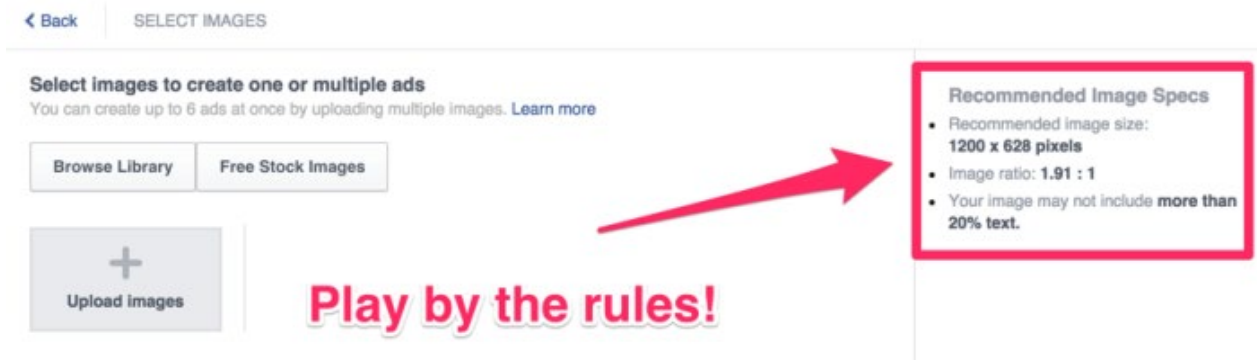 Back
SELECT IMAGES
Select images to create one or multiple ads
You can create up to 6 ads at once by uploading multiple images. Learn more
Browse Library
Free Stock Images
Upload images
Play by the rules!
Recommended Image Specs
Recommended image size:
1200 x 628 pixels
Image ratio: 1.91 : 1
Your image may not include more than
20% text.